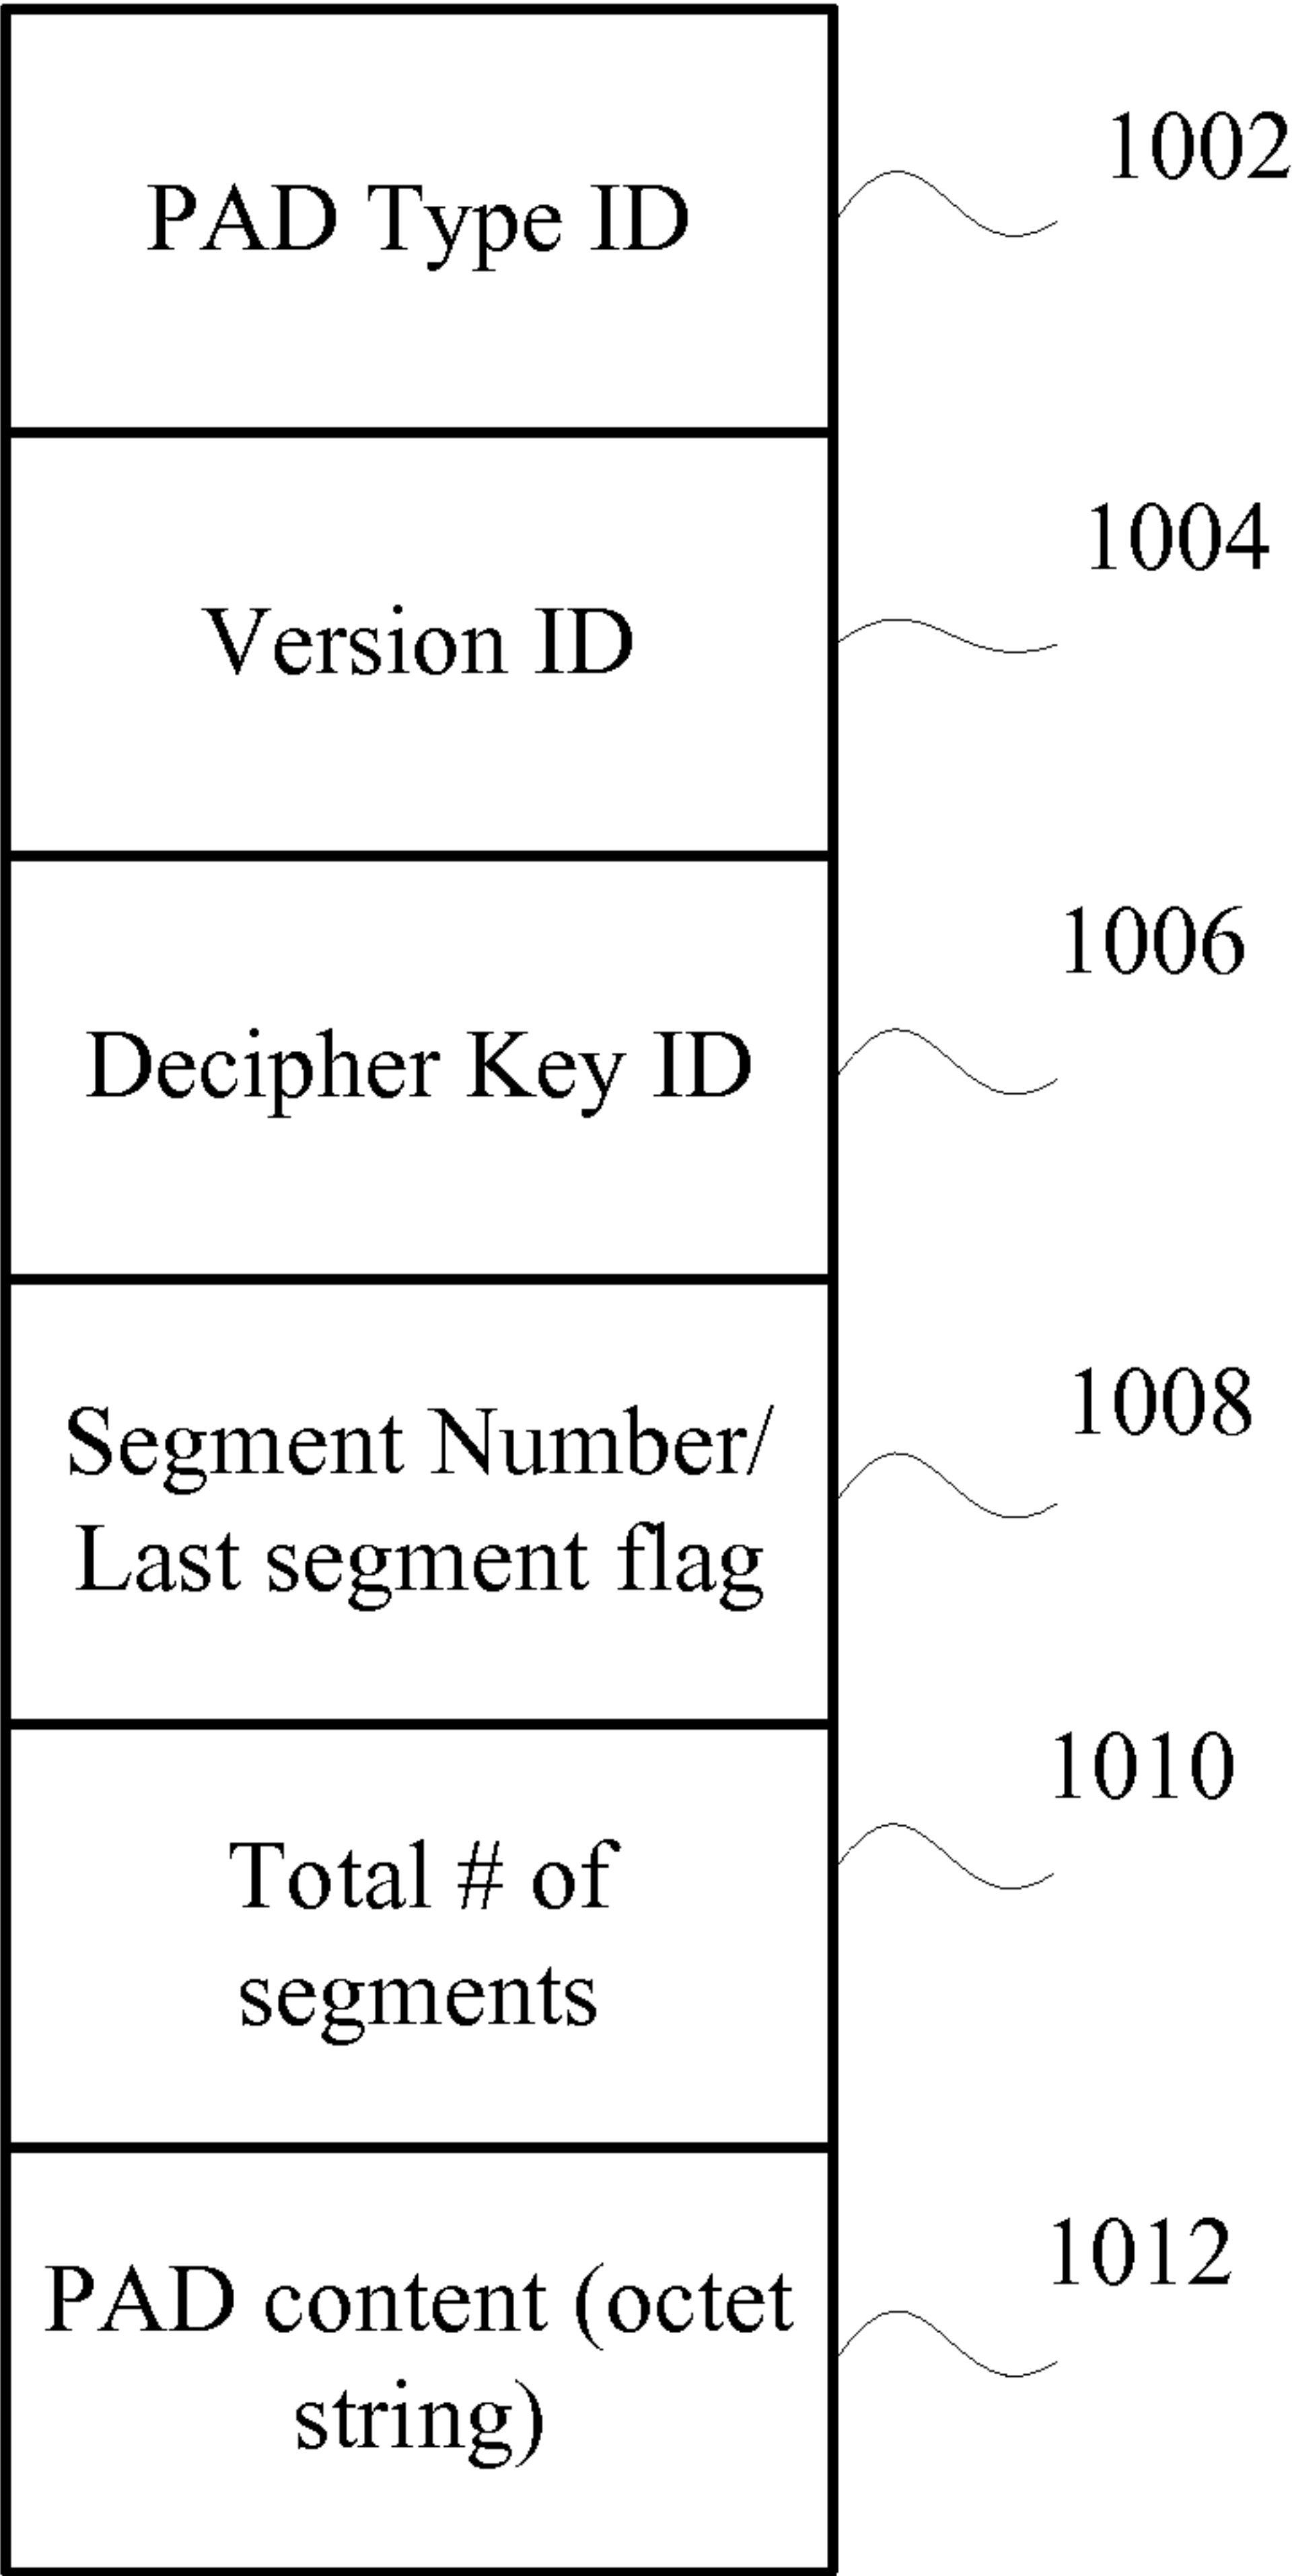 PAD Type ID
1002
Version ID
1004
Decipher Key ID
1006
Segment Number/
Last segment flag
1008
Total # of
segments
1010
PAD content (octet
string)
1012